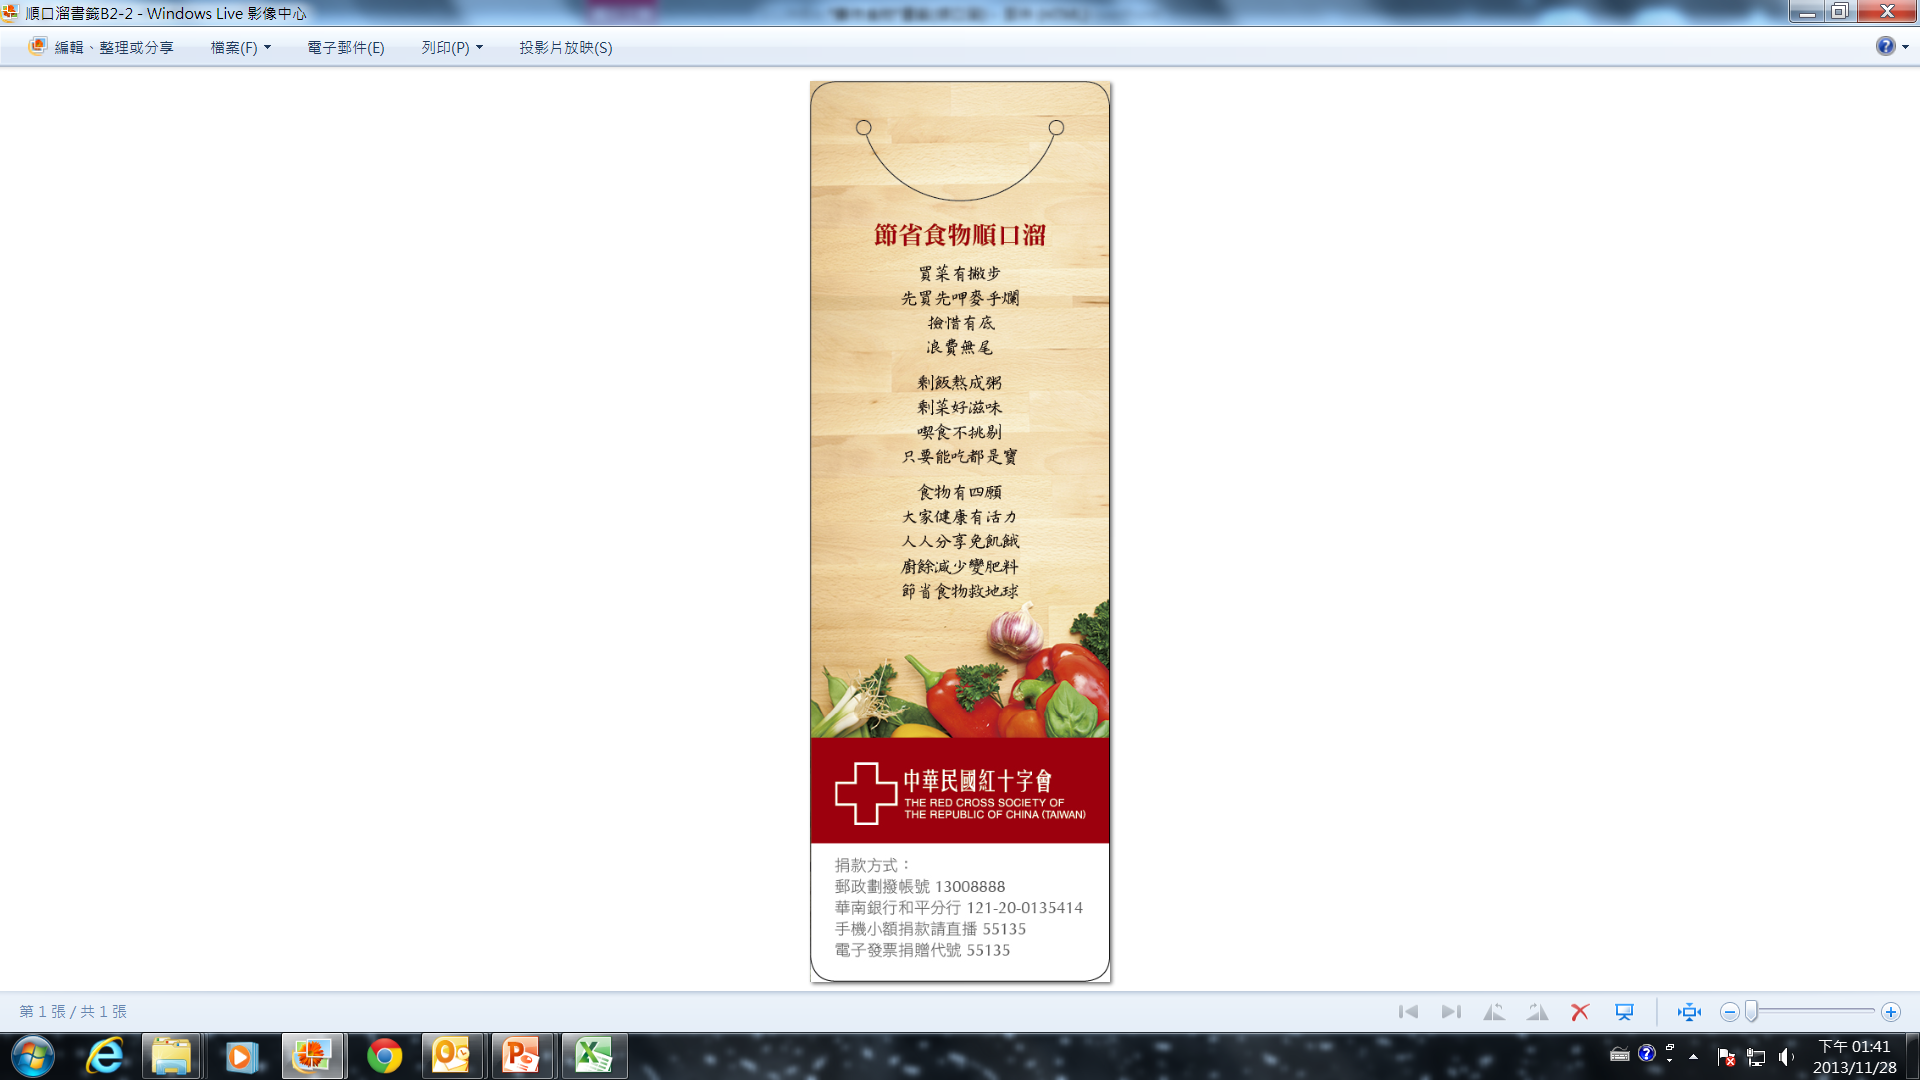 順口溜書籤B2-2 - Windows Live 影像中心
編輯、整理或分享 檔案(F) 電子郵件(E) 列印(P) 投影片放映(S)
節省食物順口溜
買菜有撇步
先買先呷麥乎爛
撿惜有底
浪費無尾
剩飯熬成粥
剩菜好滋味
喫食不挑剔
只要能吃都是寶
食物有四願
大家健康有活力
人人分享免飢餓
廚餘減少變肥料
節省食物救地球
中華民國紅十字會
THE RED CROSS SOCIETY OF
THE REPUBLIC OF CHINA (TAIWAN)
捐款方式：
郵政劃撥帳號 13008888
華南銀行和平分行 121-20-0135414
手機小額捐款請直播 55135
電子發票捐贈代號 55135
第 1 張 / 共 1 張
下午 01:41
2013/11/28